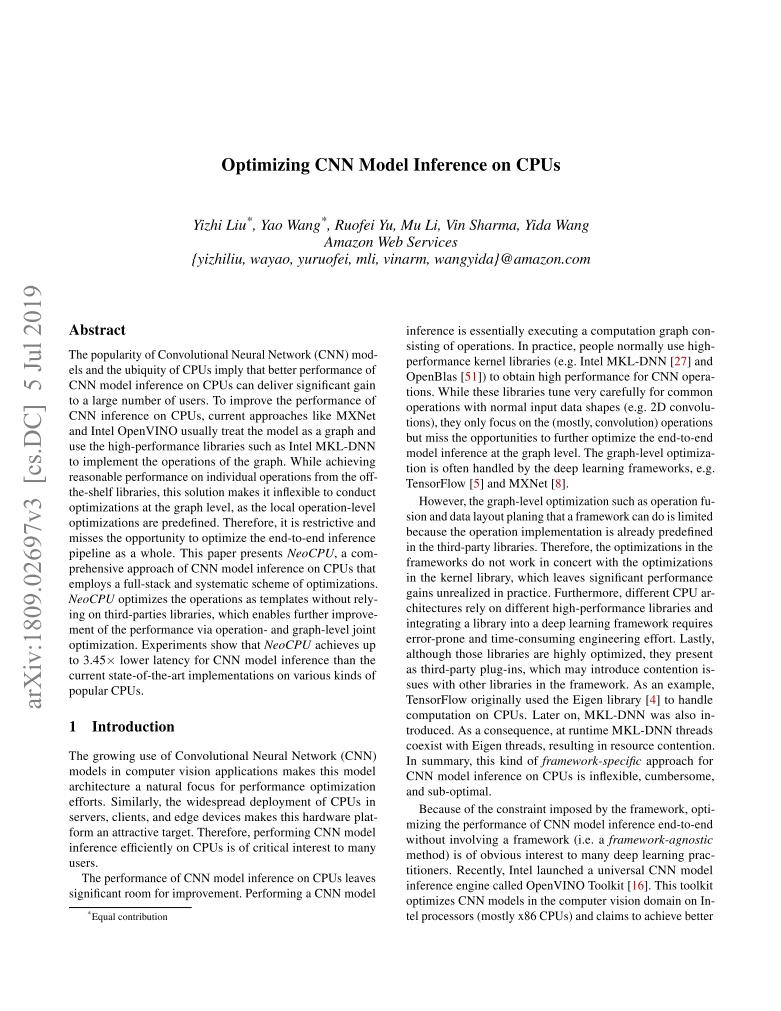 Optimizing CNN Model Inference on CPUs
Yizhi Liu*, Yao Wang*, Ruofei Yu, Mu Li, Vin Sharma, Yida Wang
Amazon Web Services
{yizhiliu, wayao, yuruofei, mli, vinarm, wangyida}@amazon.com
arXiv:1809.02697v3 [cs.DC] 5 Jul 2019
Abstract
The popularity of Convolutional Neural Network (CNN) mod-
els and the ubiquity of CPUs imply that better performance of
CNN model inference on CPUs can deliver significant gain
to a large number of users. To improve the performance of
CNN inference on CPUs, current approaches like MXNet
and Intel OpenVINO usually treat the model as a graph and
use the high-performance libraries such as Intel MKL-DNN
to implement the operations of the graph. While achieving
reasonable performance on individual operations from the off-
the-shelf libraries, this solution makes it inflexible to conduct
optimizations at the graph level, as the local operation-level
optimizations are predefined. Therefore, it is restrictive and
misses the opportunity to optimize the end-to-end inference
pipeline as a whole. This paper presents NeoCPU, a com-
prehensive approach of CNN model inference on CPUs that
employs a full-stack and systematic scheme of optimizations.
NeoCPU optimizes the operations as templates without rely-
ing on third-parties libraries, which enables further improve-
ment of the performance via operation- and graph-level joint
optimization. Experiments show that NeoCPU achieves up
to 3.45× lower latency for CNN model inference than the
current state-of-the-art implementations on various kinds of
popular CPUs.
1 Introduction
The growing use of Convolutional Neural Network (CNN)
models in computer vision applications makes this model
architecture a natural focus for performance optimization
efforts. Similarly, the widespread deployment of CPUs in
servers, clients, and edge devices makes this hardware plat-
form an attractive target. Therefore, performing CNN model
inference efficiently on CPUs is of critical interest to many
users.
The performance of CNN model inference on CPUs leaves
significant room for improvement. Performing a CNN model
*Equal contribution
inference is essentially executing a computation graph con-
sisting of operations. In practice, people normally use high-
performance kernel libraries (e.g. Intel MKL-DNN [27] and
OpenBlas [51]) to obtain high performance for CNN opera-
tions. While these libraries tune very carefully for common
operations with normal input data shapes (e.g. 2D convolu-
tions), they only focus on the (mostly, convolution) operations
but miss the opportunities to further optimize the end-to-end
model inference at the graph level. The graph-level optimiza-
tion is often handled by the deep learning frameworks, e.g.
TensorFlow [5] and MXNet [8].
However, the graph-level optimization such as operation fu-
sion and data layout planing that a framework can do is limited
because the operation implementation is already predefined
in the third-party libraries. Therefore, the optimizations in the
frameworks do not work in concert with the optimizations
in the kernel library, which leaves significant performance
gains unrealized in practice. Furthermore, different CPU ar-
chitectures rely on different high-performance libraries and
integrating a library into a deep learning framework requires
error-prone and time-consuming engineering effort. Lastly,
although those libraries are highly optimized, they present
as third-party plug-ins, which may introduce contention is-
sues with other libraries in the framework. As an example,
TensorFlow originally used the Eigen library [4] to handle
computation on CPUs. Later on, MKL-DNN was also in-
troduced. As a consequence, at runtime MKL-DNN threads
coexist with Eigen threads, resulting in resource contention.
In summary, this kind of framework-specific approach for
CNN model inference on CPUs is inflexible, cumbersome,
and sub-optimal.
Because of the constraint imposed by the framework, opti-
mizing the performance of CNN model inference end-to-end
without involving a framework (i.e. a framework-agnostic
method) is of obvious interest to many deep learning prac-
titioners. Recently, Intel launched a universal CNN model
inference engine called OpenVINO Toolkit [16]. This toolkit
optimizes CNN models in the computer vision domain on In-
tel processors (mostly x86 CPUs) and claims to achieve better